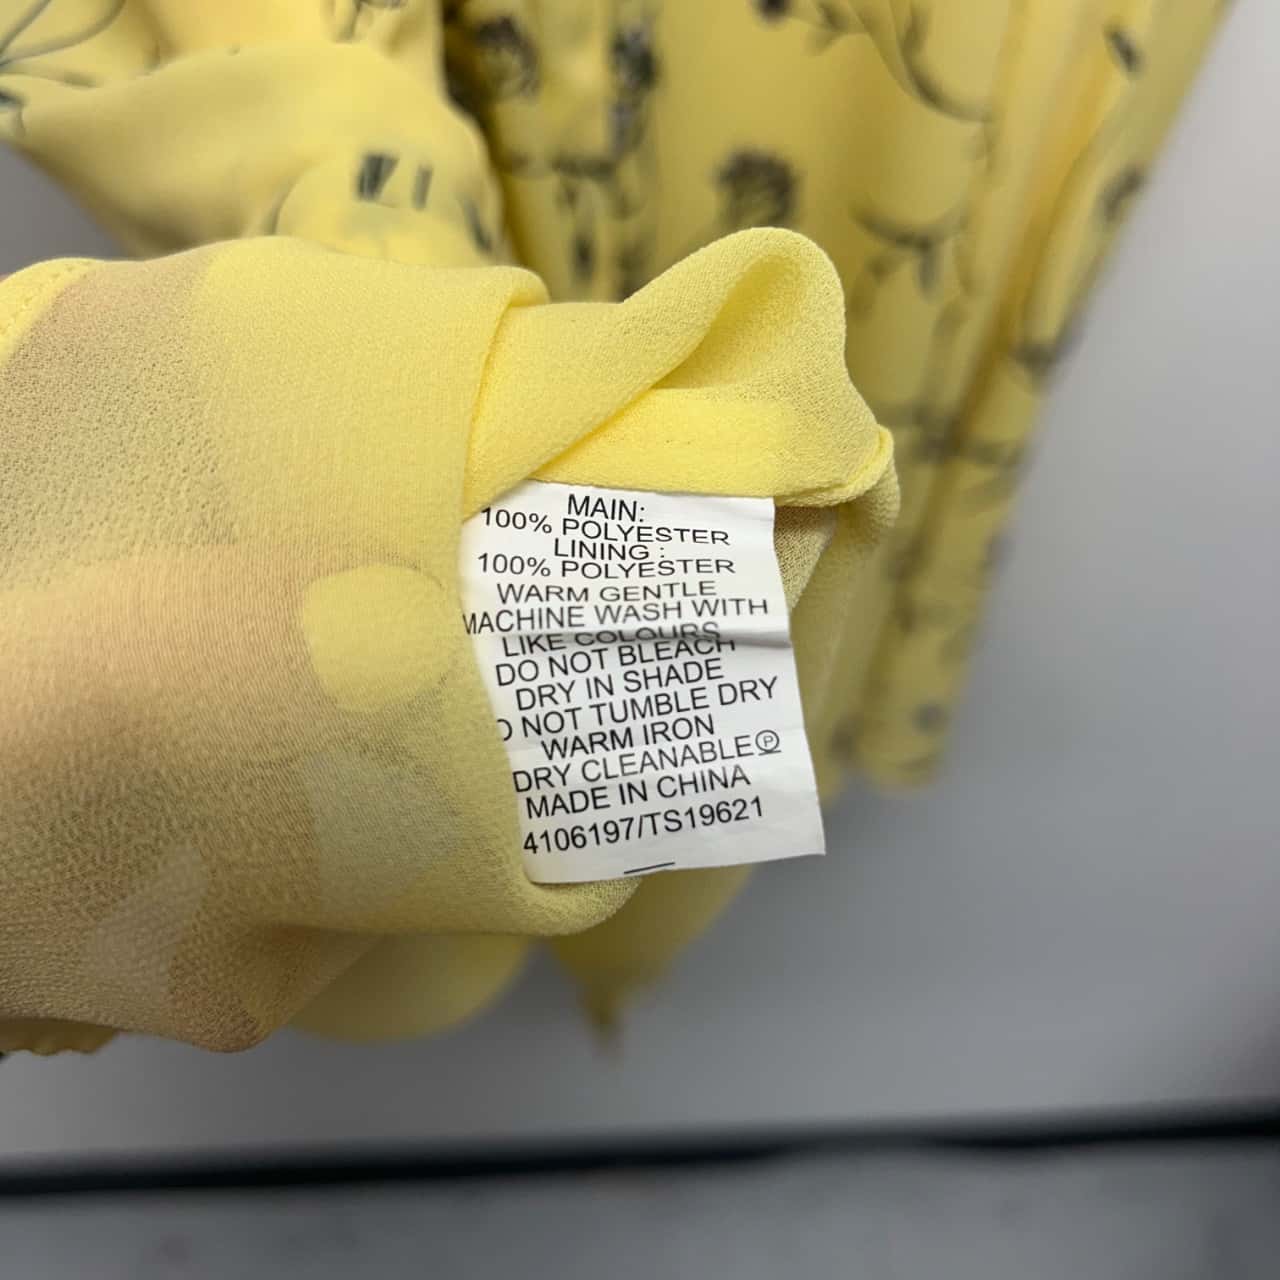 MAIN:
100% POLYESTER
LINING :
100% POLYESTER
WARM GENTLE
MACHINE WASH WITH
LIKE COLOURS
DO NOT BLEACH
DRY IN SHADE
O NOT TUMBLE DRY
WARM IRON
DRY CLEANABLE Ⓟ
MADE IN CHINA
4106197/TS19621